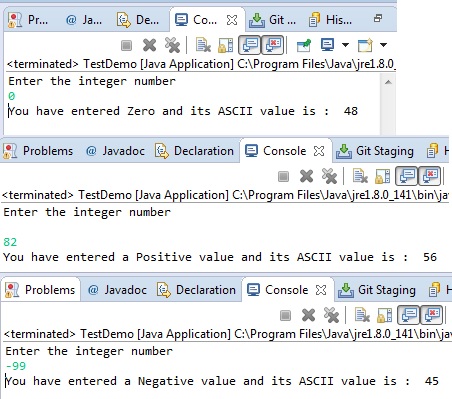 Pr... @ Ja... De... Co... Git ... His...
<terminated> TestDemo [Java Application] C:\Program Files\Java\jre1.8.0_
Enter the integer number
0
You have entered Zero and its ASCII value is : 48
Problems @ Javadoc Declaration Console Git Staging
<terminated> TestDemo [Java Application] C:\Program Files\Java\jre1.8.0_141\bin\jav
Enter the integer number
82
You have entered a Positive value and its ASCII value is : 56
Problems @ Javadoc Declaration Console Git Staging H
<terminated> TestDemo [Java Application] C:\Program Files\Java\jre1.8.0_141\bin\jav
Enter the integer number
-99
You have entered a Negative value and its ASCII value is : 45